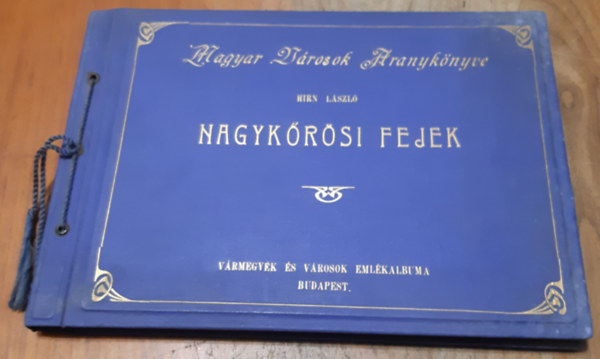 Magyar Városok Aranykönyve
HIRN LÁSZLÓ
NAGYKŐRÖSI FEJEK
VÁRMEGYÉK ÉS VÁROSOK EMLÉKALBUMA
BUDAPEST.